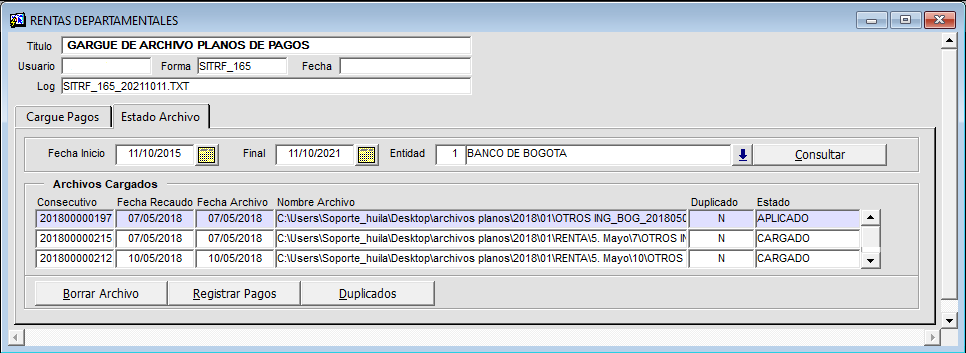 RENTAS DEPARTAMENTALES
Titulo GARGUE DE ARCHIVO PLANOS DE PAGOS
Usuario Forma SITRF_165 Fecha
Log SITRF_165_20211011.TXT
Cargue Pagos Estado Archivo
Fecha Inicio 11/10/2015 Final 11/10/2021 Entidad 1 BANCO DE BOGOTA Consultar
Archivos Cargados
Consecutivo Fecha Recaudo Fecha Archivo Nombre Archivo Duplicado Estado
201800000197 07/05/2018 07/05/2018 C:\Users\Soporte_huila\Desktop\archivos planos\2018\01\OTROS ING_BOG_2018050 N APLICADO
201800000215 07/05/2018 07/05/2018 C:\Users\Soporte_huila\Desktop\archivos planos\2018\01\RENTA\5. Mayo\7\OTROS IN N CARGADO
201800000212 10/05/2018 10/05/2018 C:\Users\Soporte_huila\Desktop\archivos planos\2018\01\RENTA\5. Mayo\10\OTROS N CARGADO
Borrar Archivo Registrar Pagos Duplicados